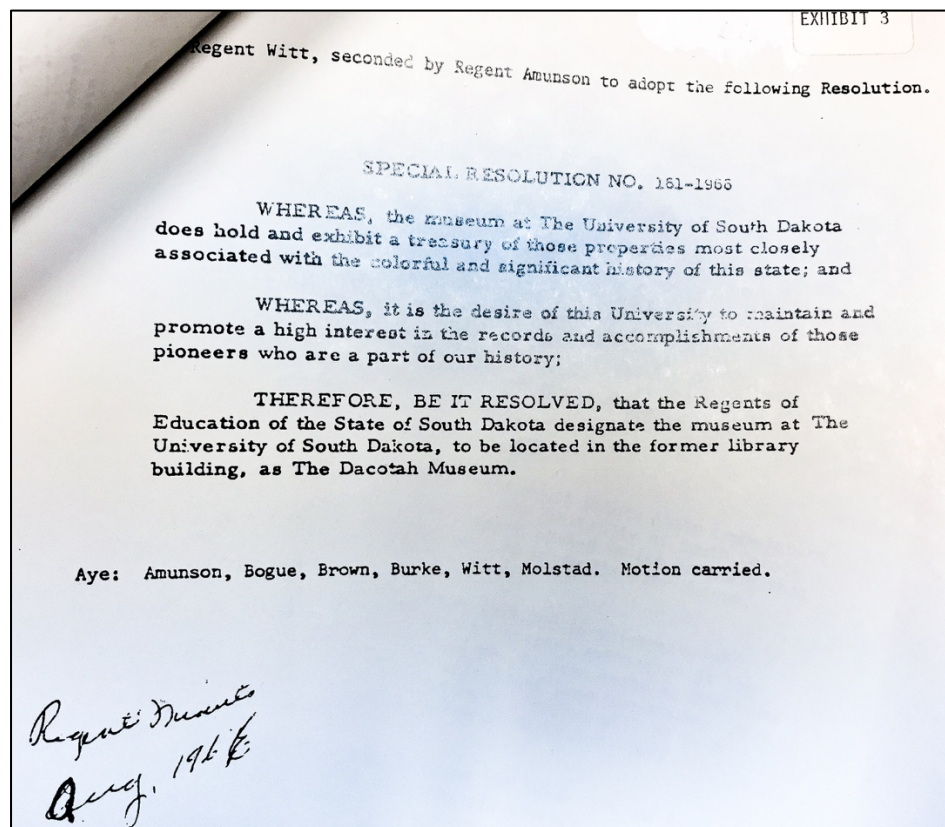 EXHIBIT 3
Regent Witt, seconded by Regent Amunson to adopt the following Resolution.
SPECIAL RESOLUTION NO. 161-1966
WHEREAS, the museum at The University of South Dakota
does hold and exhibit a treasury of those properties most closely
associated with the colorful and significant history of this state; and
WHEREAS, it is the desire of this University to maintain and
promote a high interest in the records and accomplishments of those
pioneers who are a part of our history;
THEREFORE, BE IT RESOLVED, that the Regents of
Education of the State of South Dakota designate the museum at The
University of South Dakota, to be located in the former library
building, as The Dacotah Museum.
Aye: Amunson, Bogue, Brown, Burke, Witt, Molstad. Motion carried.
Regent Minutes
Aug, 1966